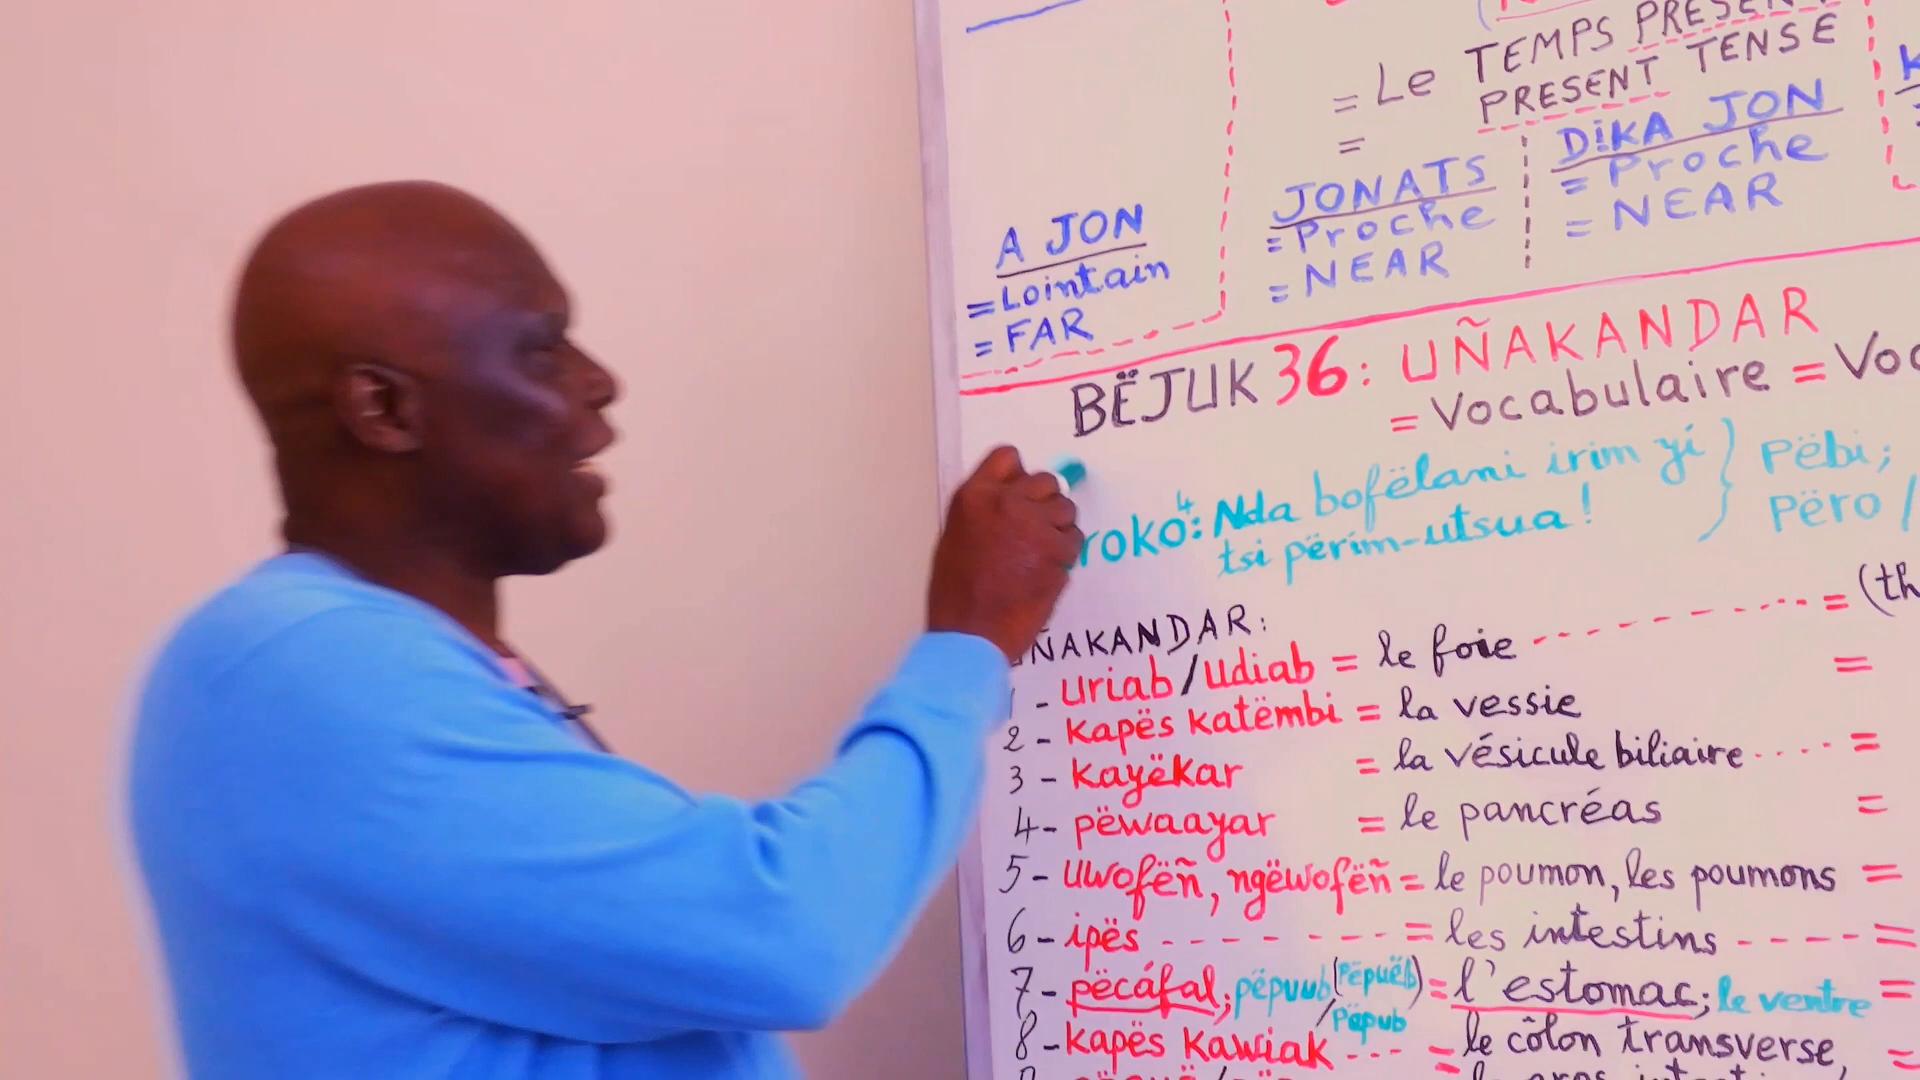 = Le TEMPS PRESENT
= PRESENT TENSE
A JON
= Lointain
= FAR
JONATS
= Proche
= NEAR
DIKA JON
= Proche
= NEAR
BËJUK 36: UÑAKANDAR
= Vocabulaire =
roko⁴: Nda bofëlani irim yi } Pëbi;
tsi përim-utsua! Përo /
ÑAKANDAR:
1 - uriab/udiab = le foie - - - - - - - = (th
2 - kapës katëmbi = la vessie =
3 - kayëkar = la vésicule biliaire .... =
4 - pëwaayar = le pancréas =
5 - uwofëñ, ngëwofëñ = le poumon, les poumons =
6 - ipës - - - - - - - = les intestins - - - - =
7 - pëcáfal; pëpuub (pëpuëb) / pëpub = l'estomac; le ventre =
8 - kapës kawiak - - - = le côlon transverse, =